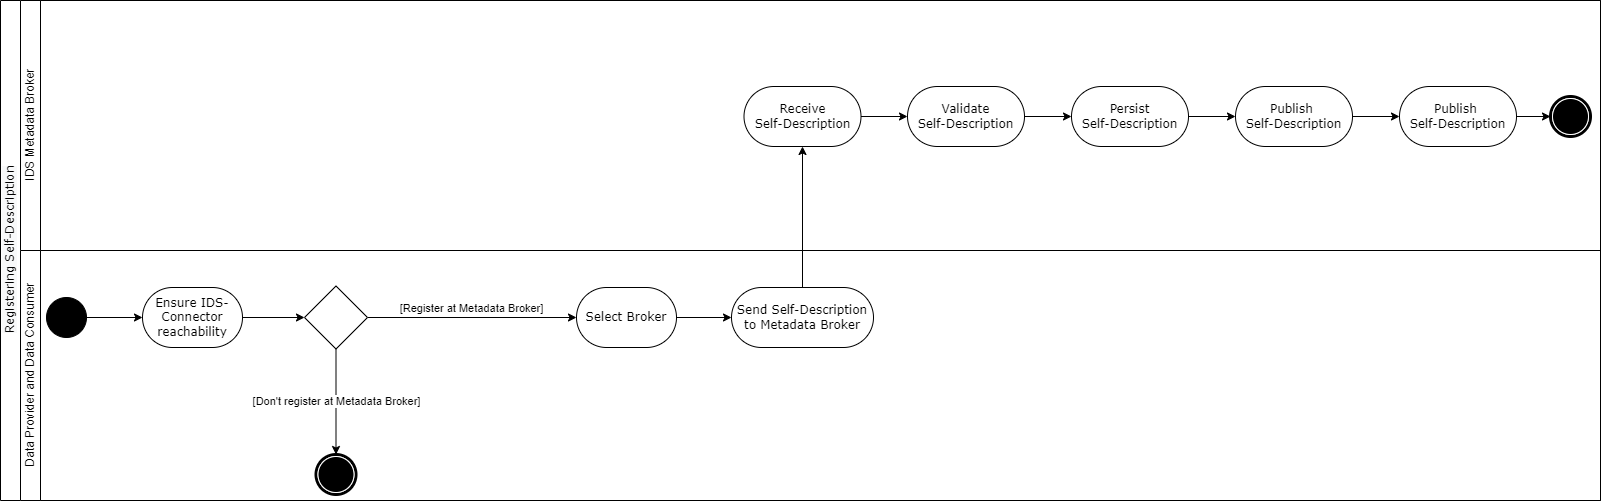 Registering Self-Description
IDS Metadata Broker
Receive
Self-Description
Validate
Self-Description
Persist
Self-Description
Publish
Self-Description
Publish
Self-Description
Data Provider and Data Consumer
Ensure IDS-
Connector
reachability
[Register at Metadata Broker]
Select Broker
Send Self-Description
to Metadata Broker
[Don't register at Metadata Broker]